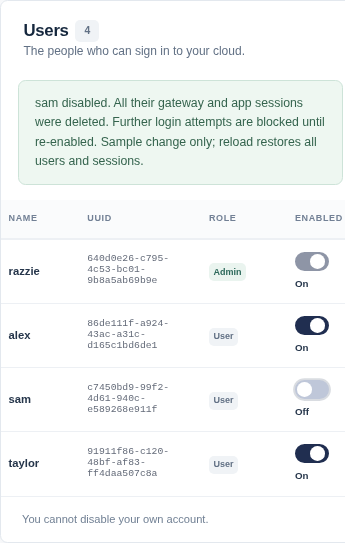 Users 4
The people who can sign in to your cloud.
sam disabled. All their gateway and app sessions
were deleted. Further login attempts are blocked until
re-enabled. Sample change only; reload restores all
users and sessions.
NAME UUID ROLE ENABLED
razzie 640d0e26-c795-4c53-bc01-9b8a5ab69b9e Admin On
alex 86de111f-a924-43ac-a31c-d165c1bd6de1 User On
sam c7450bd9-99f2-4d61-940c-e589268e911f User Off
taylor 91911f86-c120-48bf-af83-ff4daa507c8a User On
You cannot disable your own account.